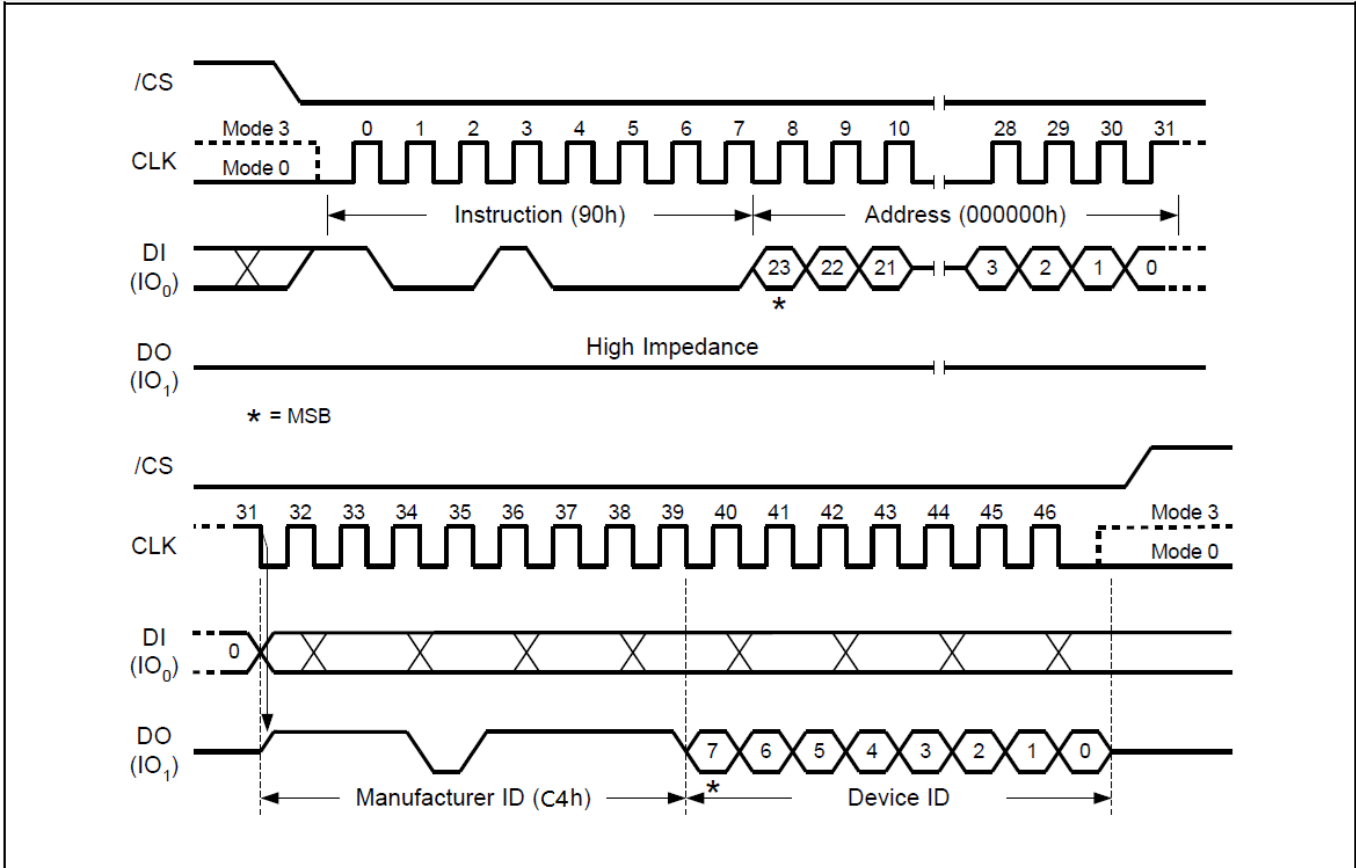 /CS
Mode 3 0 1 2 3 4 5 6 7 8 9 10 28 29 30 31
CLK
Mode 0
Instruction (90h) Address (000000h)
DI
(IO0) 23 22 21 3 2 1 0
*
High Impedance
DO
(IO1)
* = MSB
/CS
31 32 33 34 35 36 37 38 39 40 41 42 43 44 45 46 Mode 3
CLK
Mode 0
DI
(IO0) 0
DO
(IO1) 7 6 5 4 3 2 1 0
*
Manufacturer ID (C4h) Device ID